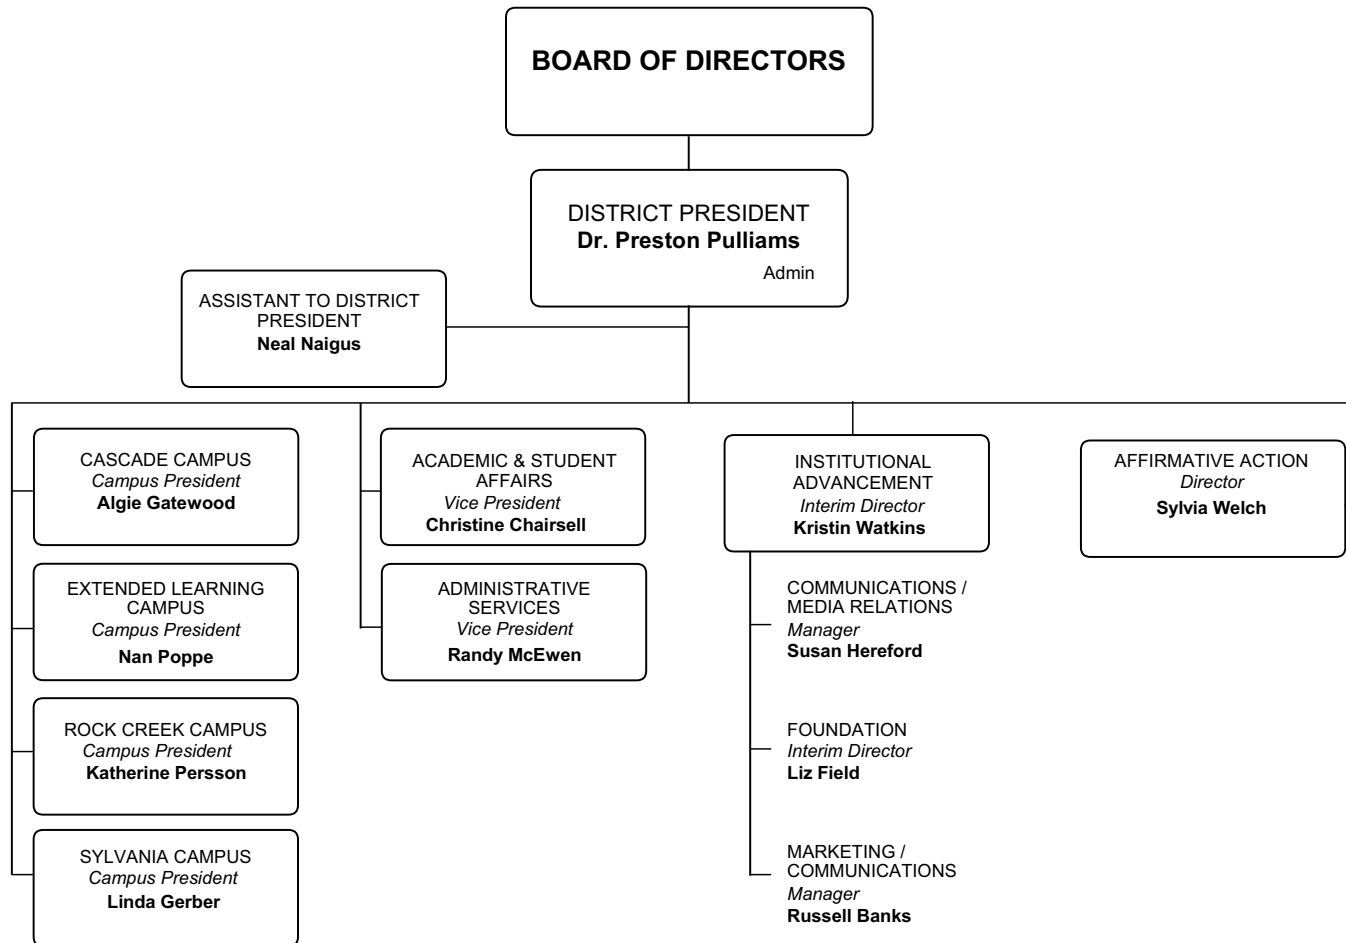 BOARD OF DIRECTORS
DISTRICT PRESIDENT
Dr. Preston Pulliams
Admin
ASSISTANT TO DISTRICT
PRESIDENT
Neal Naigus
CASCADE CAMPUS
Campus President
Algie Gatewood
EXTENDED LEARNING
CAMPUS
Campus President
Nan Poppe
ROCK CREEK CAMPUS
Campus President
Katherine Persson
SYLVANIA CAMPUS
Campus President
Linda Gerber
ACADEMIC & STUDENT
AFFAIRS
Vice President
Christine Chairsell
ADMINISTRATIVE
SERVICES
Vice President
Randy McEwen
INSTITUTIONAL
ADVANCEMENT
Interim Director
Kristin Watkins
COMMUNICATIONS /
MEDIA RELATIONS
Manager
Susan Hereford
FOUNDATION
Interim Director
Liz Field
MARKETING /
COMMUNICATIONS
Manager
Russell Banks
AFFIRMATIVE ACTION
Director
Sylvia Welch